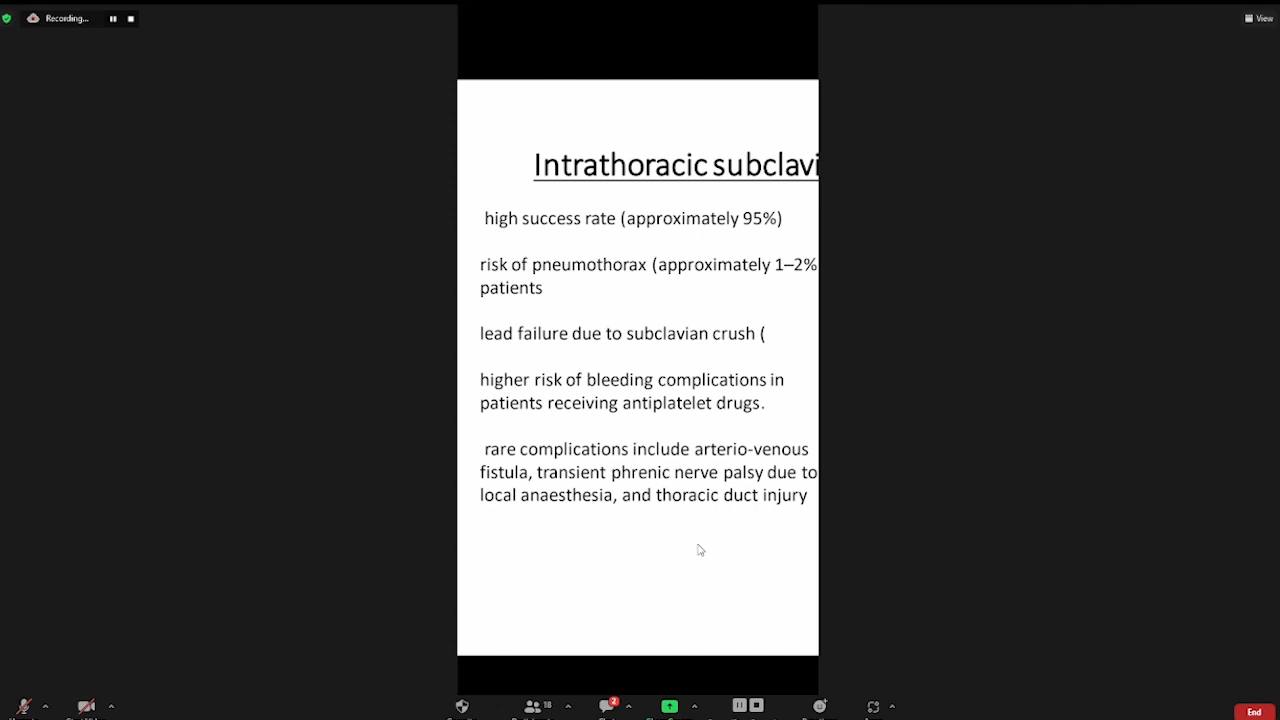 Recording...
View
Intrathoracic subclavi
high success rate (approximately 95%)
risk of pneumothorax (approximately 1–2%
patients
lead failure due to subclavian crush (
higher risk of bleeding complications in
patients receiving antiplatelet drugs.
rare complications include arterio-venous
fistula, transient phrenic nerve palsy due to
local anaesthesia, and thoracic duct injury
18
2
End